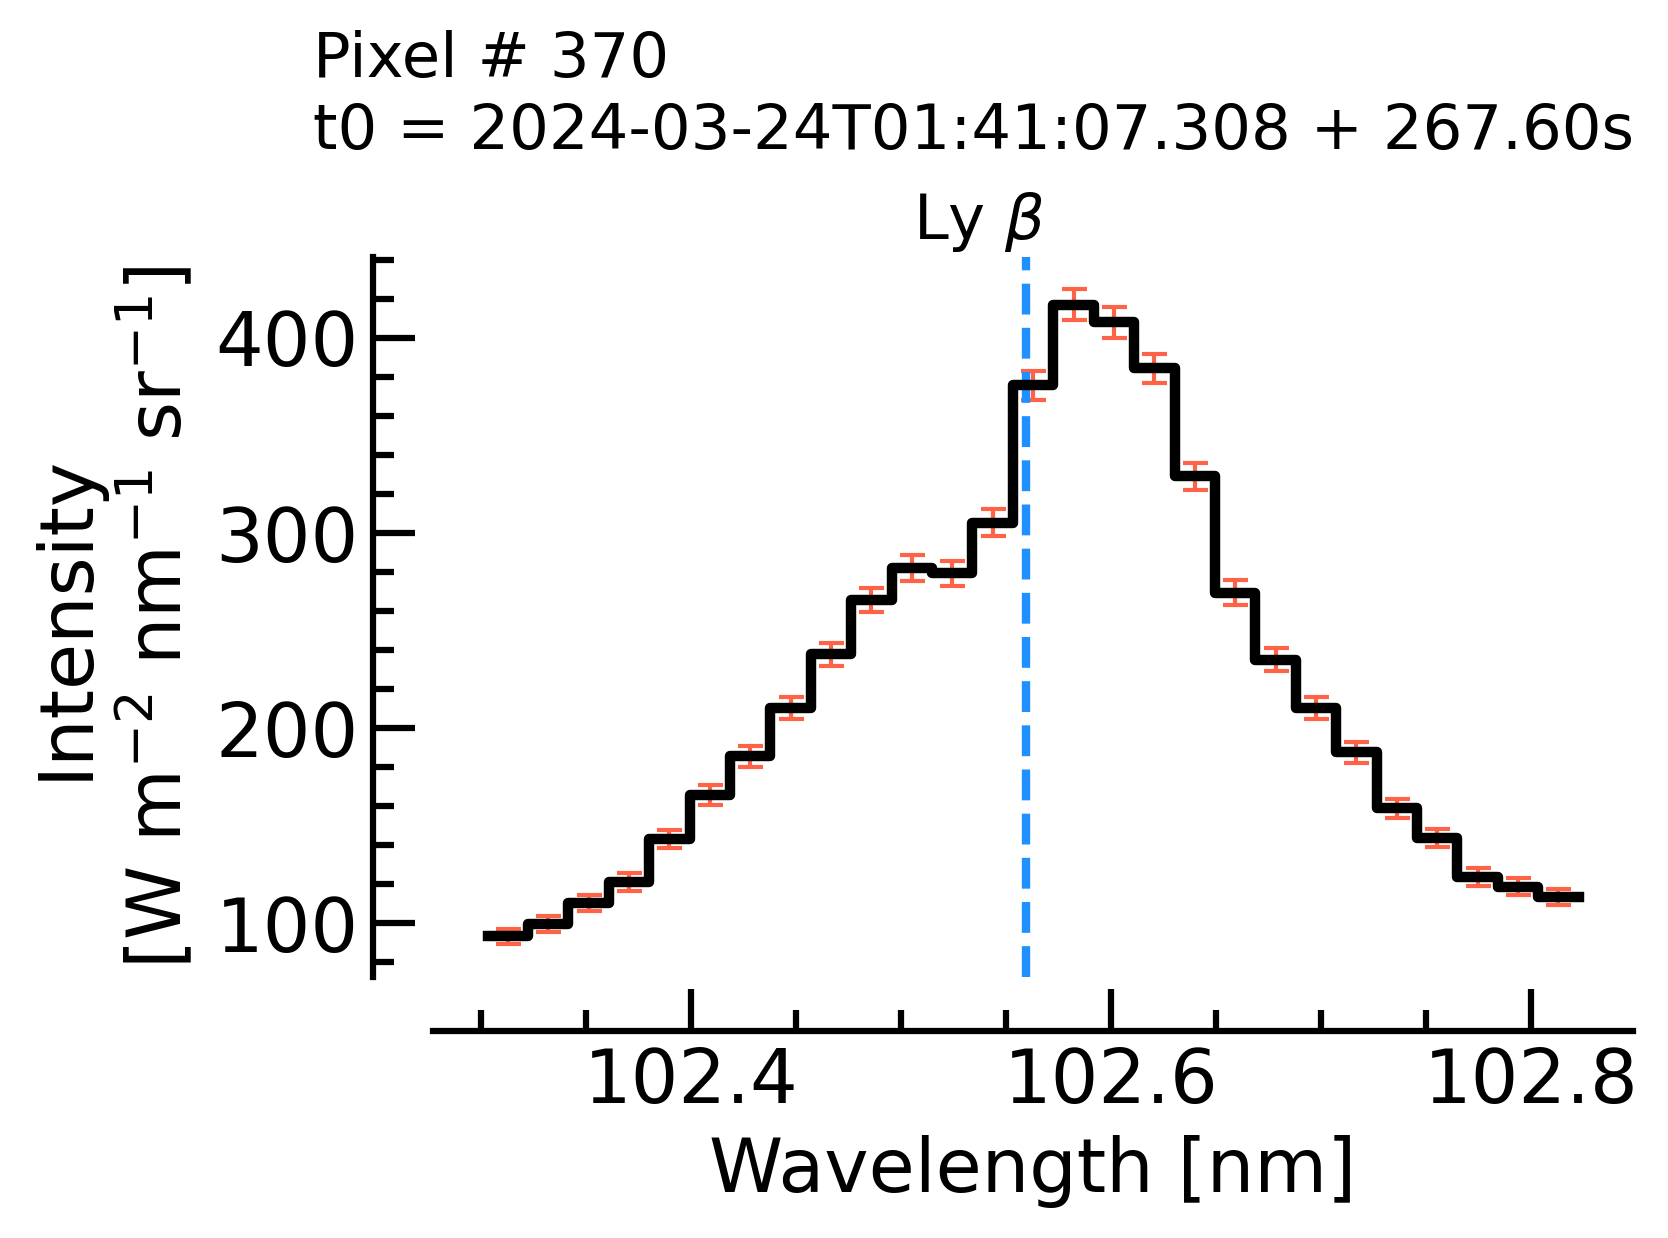 Pixel # 370
t0 = 2024-03-24T01:41:07.308 + 267.60s
Ly β
Intensity
[W m⁻² nm⁻¹ sr⁻¹]
400
300
200
100
102.4 102.6 102.8
Wavelength [nm]